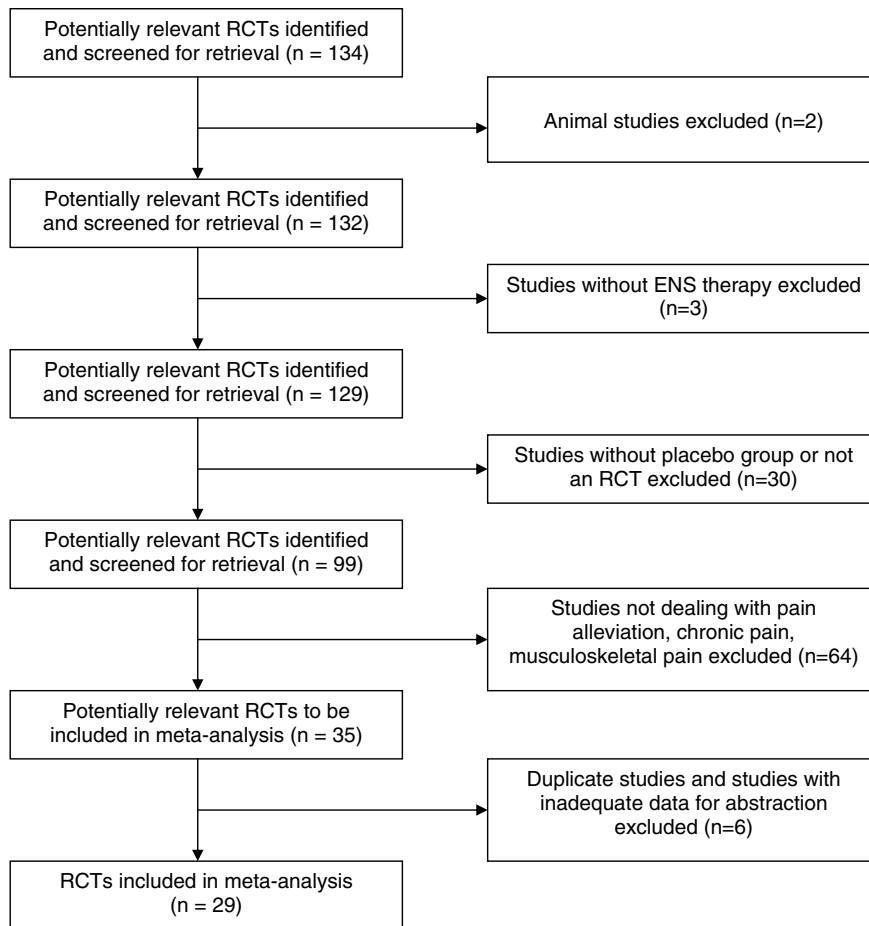 Potentially relevant RCTs identified
and screened for retrieval (n = 134)
Animal studies excluded (n=2)
Potentially relevant RCTs identified
and screened for retrieval (n = 132)
Studies without ENS therapy excluded
(n=3)
Potentially relevant RCTs identified
and screened for retrieval (n = 129)
Studies without placebo group or not
an RCT excluded (n=30)
Potentially relevant RCTs identified
and screened for retrieval (n = 99)
Studies not dealing with pain
alleviation, chronic pain,
musculoskeletal pain excluded (n=64)
Potentially relevant RCTs to be
included in meta-analysis (n = 35)
Duplicate studies and studies with
inadequate data for abstraction
excluded (n=6)
RCTs included in meta-analysis
(n = 29)